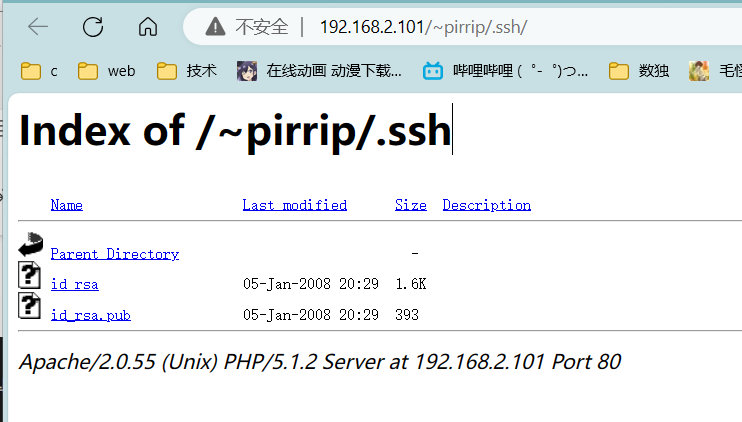 不安全 | 192.168.2.101/~pirrip/.ssh/
c web 技术 在线动画 动漫下载... 哔哩哔哩 ( ゜- ゜)つ... 数独 毛怪
Index of /~pirrip/.ssh
Name Last modified Size Description
Parent Directory -
id_rsa 05-Jan-2008 20:29 1.6K
id_rsa.pub 05-Jan-2008 20:29 393
Apache/2.0.55 (Unix) PHP/5.1.2 Server at 192.168.2.101 Port 80